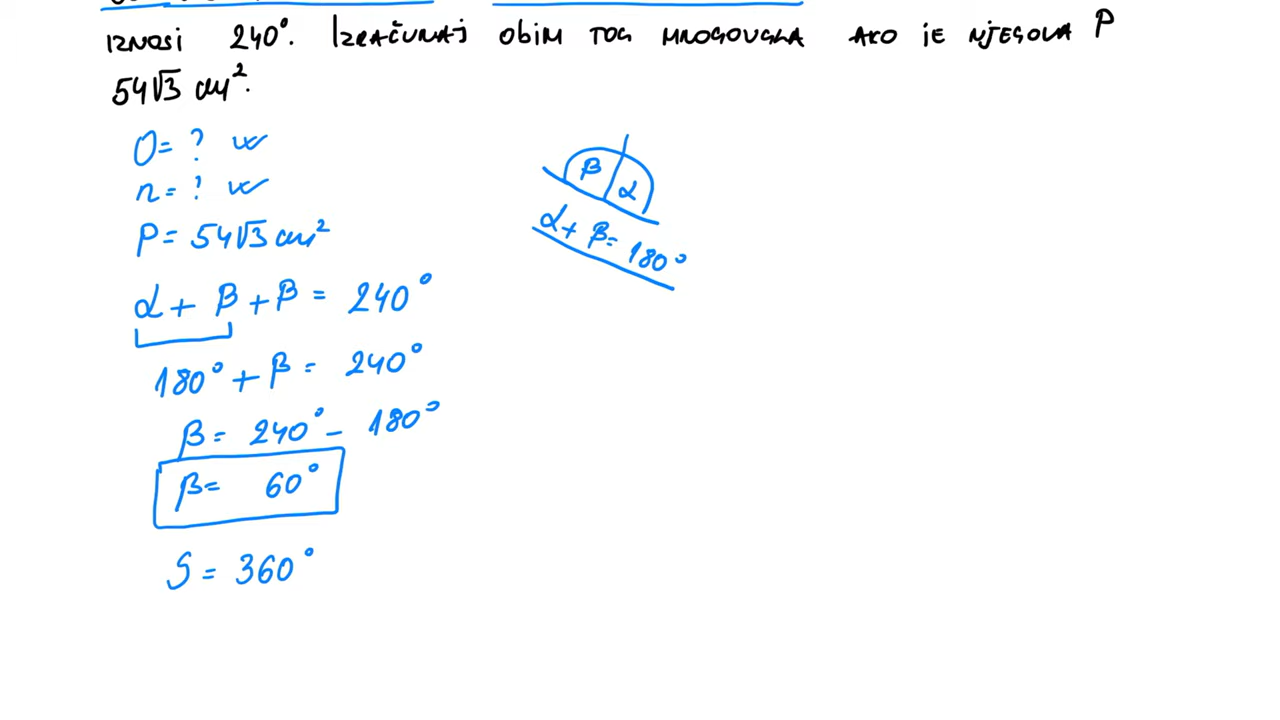 IZNOSI 240°. IZRAČUNAJ OBIM TOG MNOGOUGLA AKO JE NJEGOVA P
54√3 cm².
O= ?
n= ?
P= 54√3 cm²
α + β + β = 240°
180° + β = 240°
β = 240° - 180°
β = 60°
S = 360°
β α
α + β = 180°